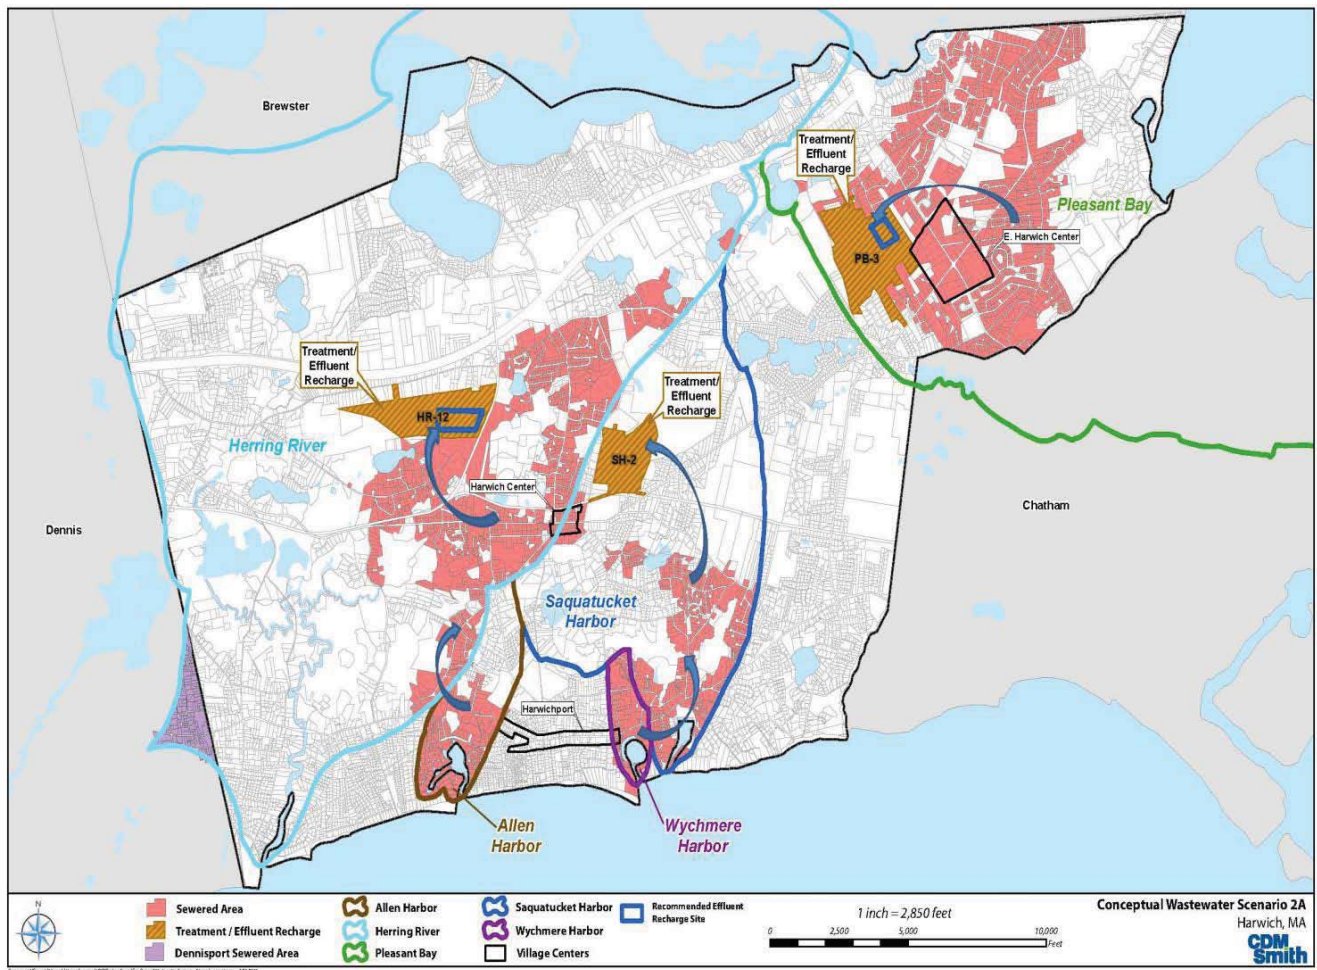 Brewster
Treatment/
Effluent
Recharge
Pleasant Bay
E. Harwich Center
PB-3
Treatment/
Effluent
Recharge
Treatment/
Effluent
Recharge
HR-12
Herring River
SH-2
Harwich Center
Chatham
Dennis
Saquatucket
Harbor
Harwichport
Allen
Harbor
Wychmere
Harbor
N
Sewered Area
Treatment / Effluent Recharge
Dennisport Sewered Area
Allen Harbor
Herring River
Pleasant Bay
Saquatucket Harbor
Wychmere Harbor
Village Centers
Recommended Effluent
Recharge Site
1 inch = 2,850 feet
0 2,500 5,000 10,000
Feet
Conceptual Wastewater Scenario 2A
Harwich, MA
CDM
Smith